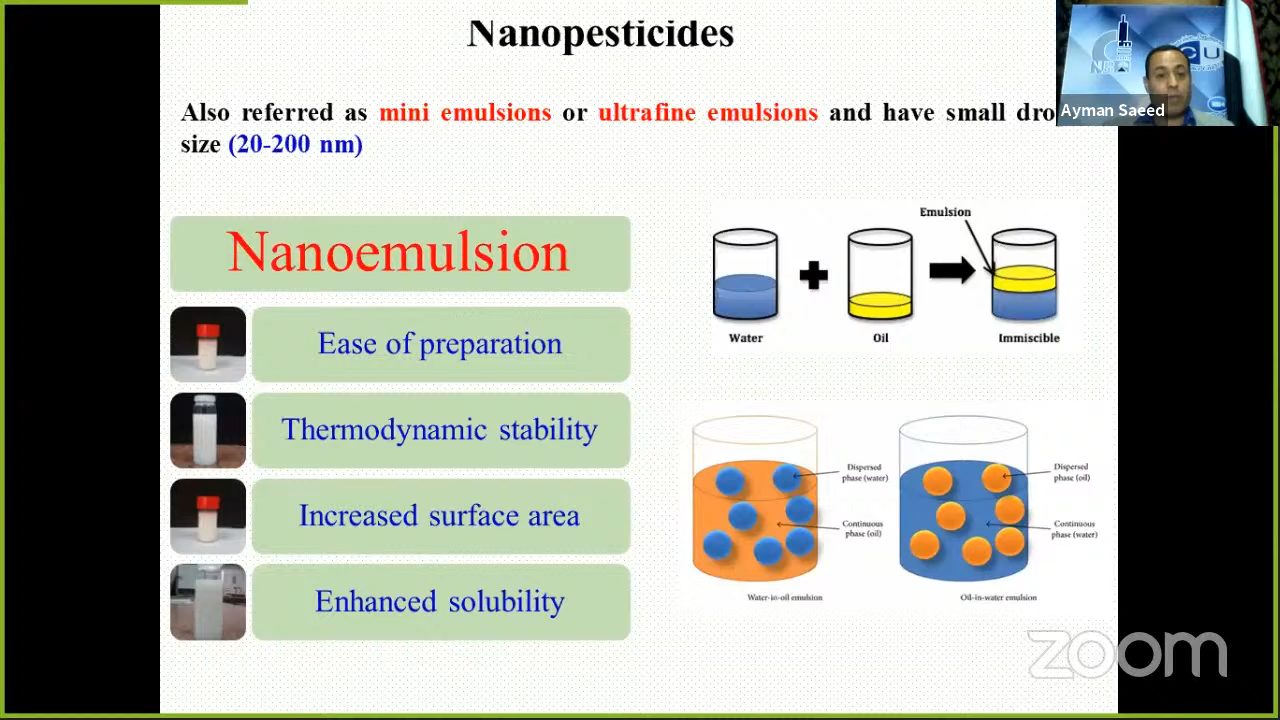 Nanopesticides
Also referred as mini emulsions or ultrafine emulsions and have small dro
size (20-200 nm)
Ayman Saeed
CU
Nanoemulsion
Ease of preparation
Thermodynamic stability
Increased surface area
Enhanced solubility
Emulsion
Water
Oil
Immiscible
Dispersed
phase (water)
Continuous
phase (oil)
Water-in-oil emulsion
Dispersed
phase (oil)
Continuous
phase (water)
Oil-in-water emulsion
zoom